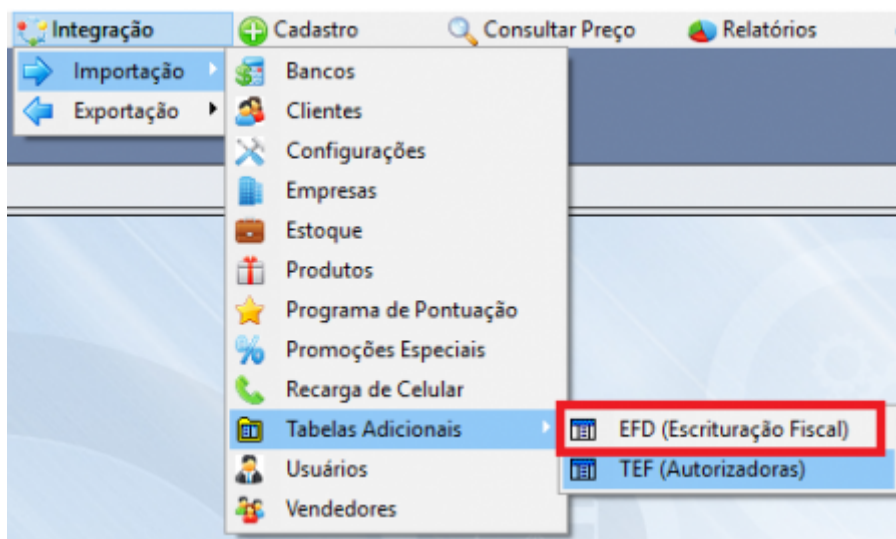 Integração Cadastro Consultar Preço Relatórios
Importação
Exportação
Bancos
Clientes
Configurações
Empresas
Estoque
Produtos
Programa de Pontuação
Promoções Especiais
Recarga de Celular
Tabelas Adicionais
Usuários
Vendedores
EFD (Escrituração Fiscal)
TEF (Autorizadoras)